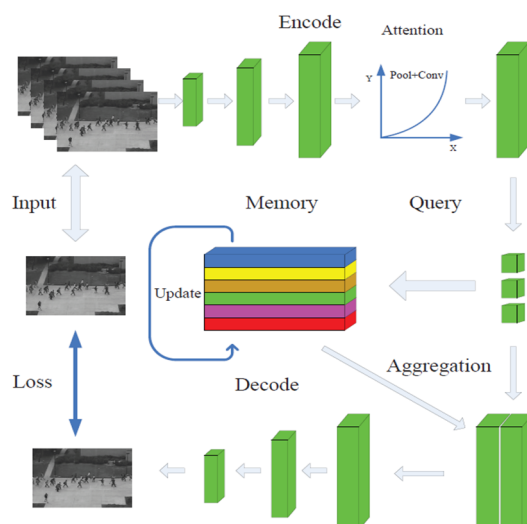 Encode
Attention
Y
Pool+Conv
X
Input
Memory
Query
Update
Loss
Decode
Aggregation